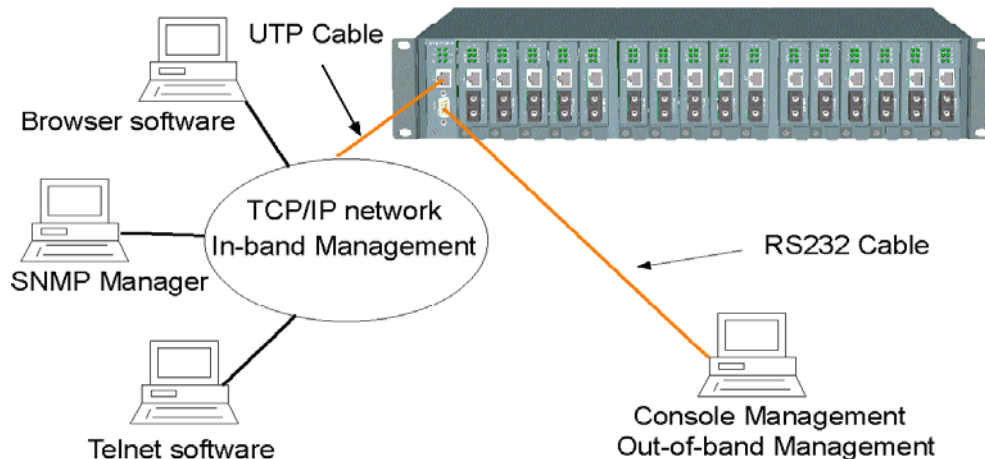 UTP Cable
Browser software
TCP/IP network
In-band Management
SNMP Manager
RS232 Cable
Telnet software
Console Management
Out-of-band Management